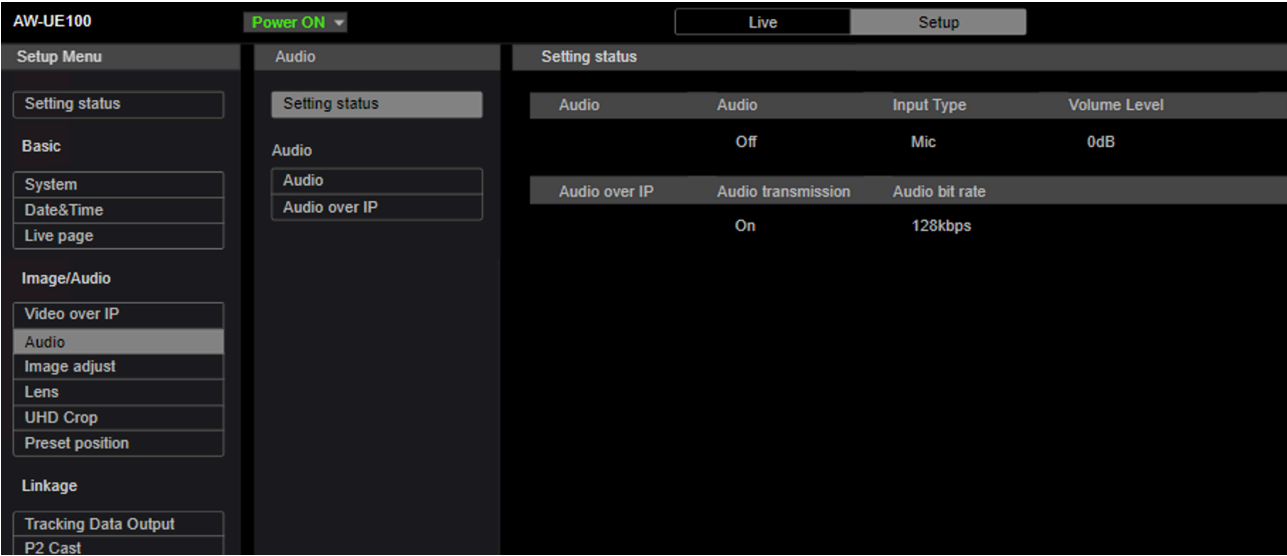 AW-UE100 Power ON Live Setup
Setup Menu
Setting status
Basic
System
Date&Time
Live page
Image/Audio
Video over IP
Audio
Image adjust
Lens
UHD Crop
Preset position
Linkage
Tracking Data Output
P2 Cast
Audio
Setting status
Audio
Audio
Audio over IP
Setting status
Audio Audio Input Type Volume Level
Off Mic 0dB
Audio over IP Audio transmission Audio bit rate
On 128kbps